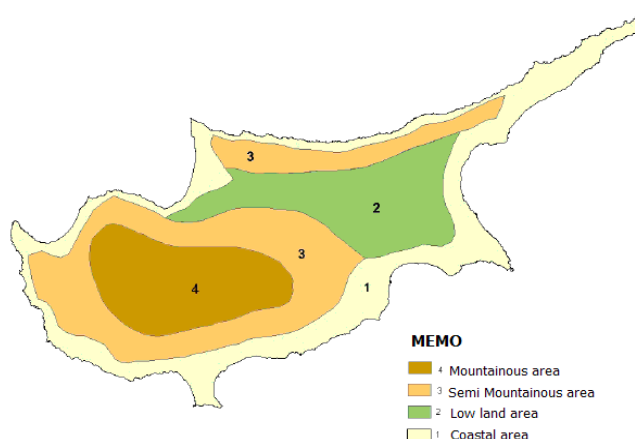 3
2
3
1
4
MEMO
4 Mountainous area
3 Semi Mountainous area
2 Low land area
1 Coastal area